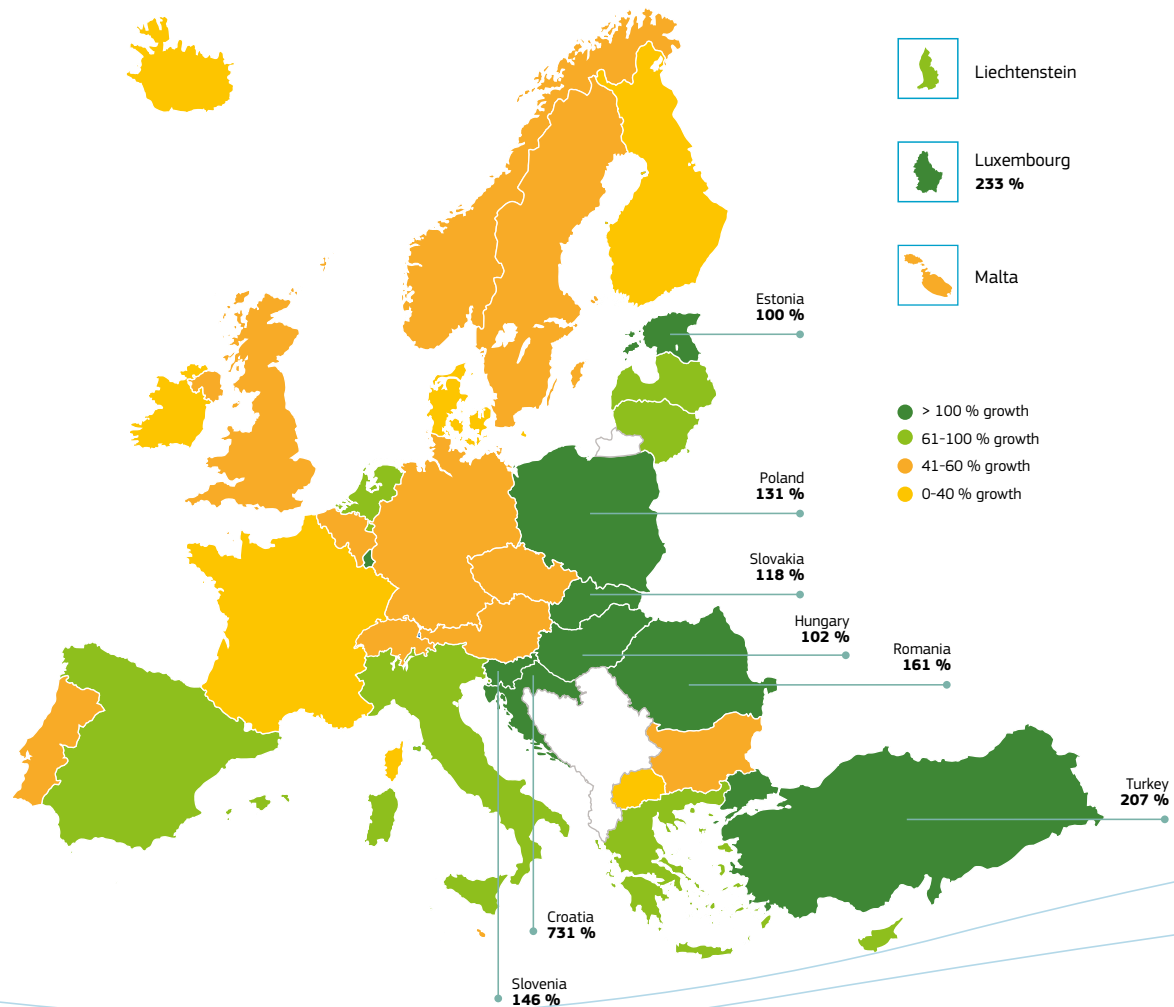 Liechtenstein
Luxembourg
233 %
Malta
Estonia
100 %
> 100 % growth
61-100 % growth
41-60 % growth
0-40 % growth
Poland
131 %
Slovakia
118 %
Hungary
102 %
Romania
161 %
Turkey
207 %
Croatia
731 %
Slovenia
146 %